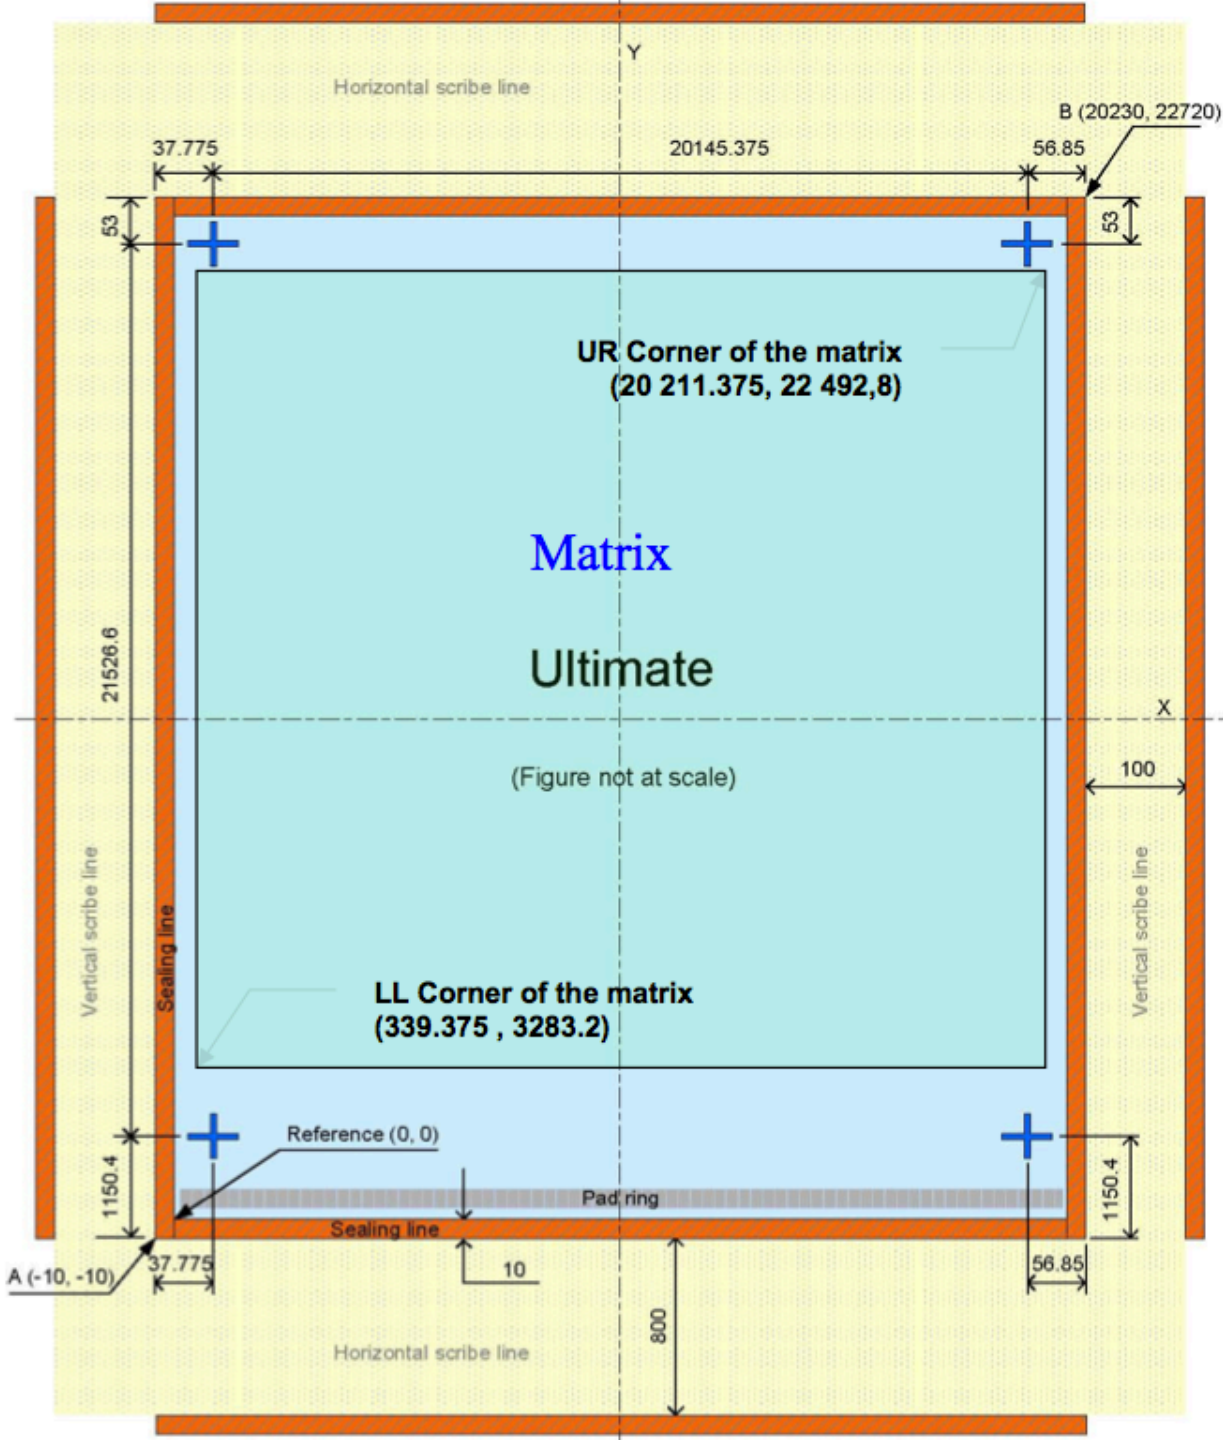 Y
Horizontal scribe line
B (20230, 22720)
37.775
20145.375
56.85
53
53
UR Corner of the matrix
(20 211.375, 22 492,8)
Matrix
Ultimate
21526.6
X
(Figure not at scale)
100
Vertical scribe line
Sealing line
Vertical scribe line
LL Corner of the matrix
(339.375 , 3283.2)
Reference (0, 0)
1150.4
1150.4
Pad ring
Sealing line
A (-10, -10)
37.775
10
56.85
800
Horizontal scribe line